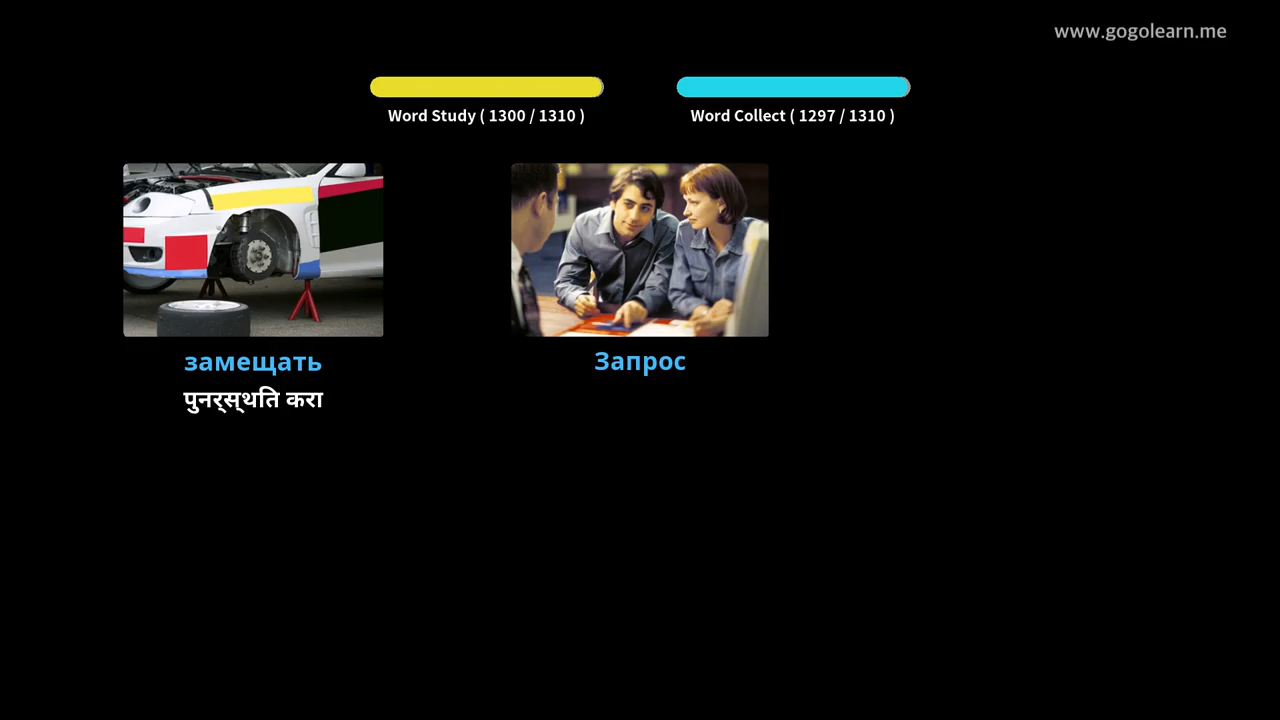 www.gogolearn.me
Word Study ( 1300 / 1310 )
Word Collect ( 1297 / 1310 )
замещать
Запрос
पुनर्स्थति करा